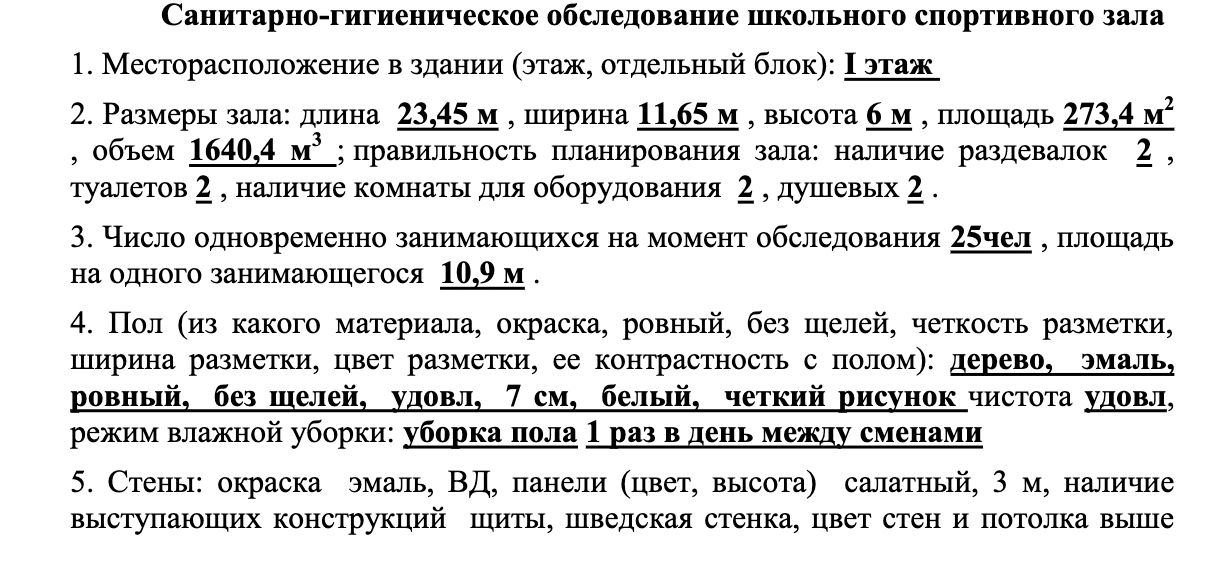 Санитарно-гигиеническое обследование школьного спортивного зала
1. Месторасположение в здании (этаж, отдельный блок): I этаж
2. Размеры зала: длина 23,45 м , ширина 11,65 м , высота 6 м , площадь 273,4 м²
, объем 1640,4 м³ ; правильность планирования зала: наличие раздевалок 2 ,
туалетов 2 , наличие комнаты для оборудования 2 , душевых 2 .
3. Число одновременно занимающихся на момент обследования 25чел , площадь
на одного занимающегося 10,9 м .
4. Пол (из какого материала, окраска, ровный, без щелей, четкость разметки,
ширина разметки, цвет разметки, ее контрастность с полом): дерево, эмаль,
ровный, без щелей, удовл, 7 см, белый, четкий рисунок чистота удовл,
режим влажной уборки: уборка пола 1 раз в день между сменами
5. Стены: окраска эмаль, ВД, панели (цвет, высота) салатный, 3 м, наличие
выступающих конструкций щиты, шведская стенка, цвет стен и потолка выше